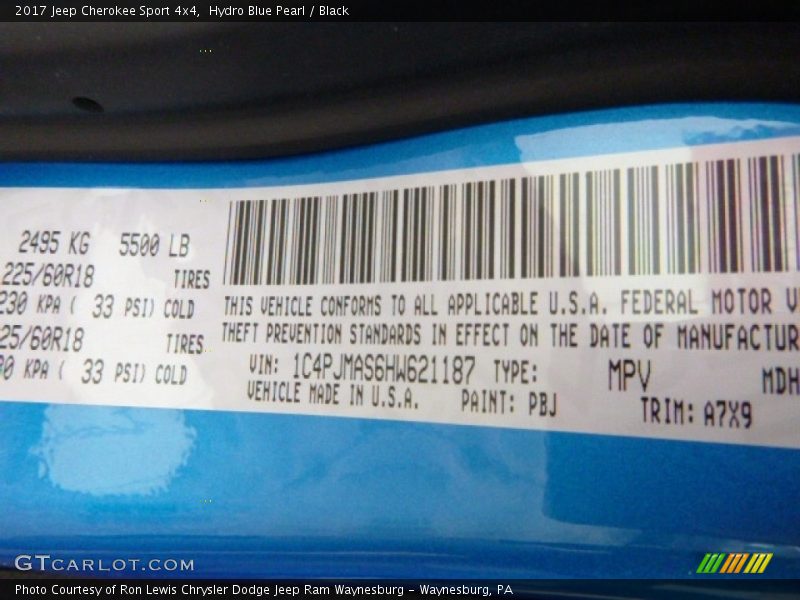 2017 Jeep Cherokee Sport 4x4,  Hydro Blue Pearl / Black
2495 KG 5500 LB
225/60R18 TIRES
230 KPA ( 33 PSI) COLD
25/60R18 TIRES
0 KPA ( 33 PSI) COLD
THIS VEHICLE CONFORMS TO ALL APPLICABLE U.S.A. FEDERAL MOTOR V
THEFT PREVENTION STANDARDS IN EFFECT ON THE DATE OF MANUFACTUR
VIN: 1C4PJMAS6HW621187 TYPE: MPV MDH
VEHICLE MADE IN U.S.A. PAINT: PBJ TRIM: A7X9
GTCARLOT.COM
Photo Courtesy of Ron Lewis Chrysler Dodge Jeep Ram Waynesburg - Waynesburg, PA